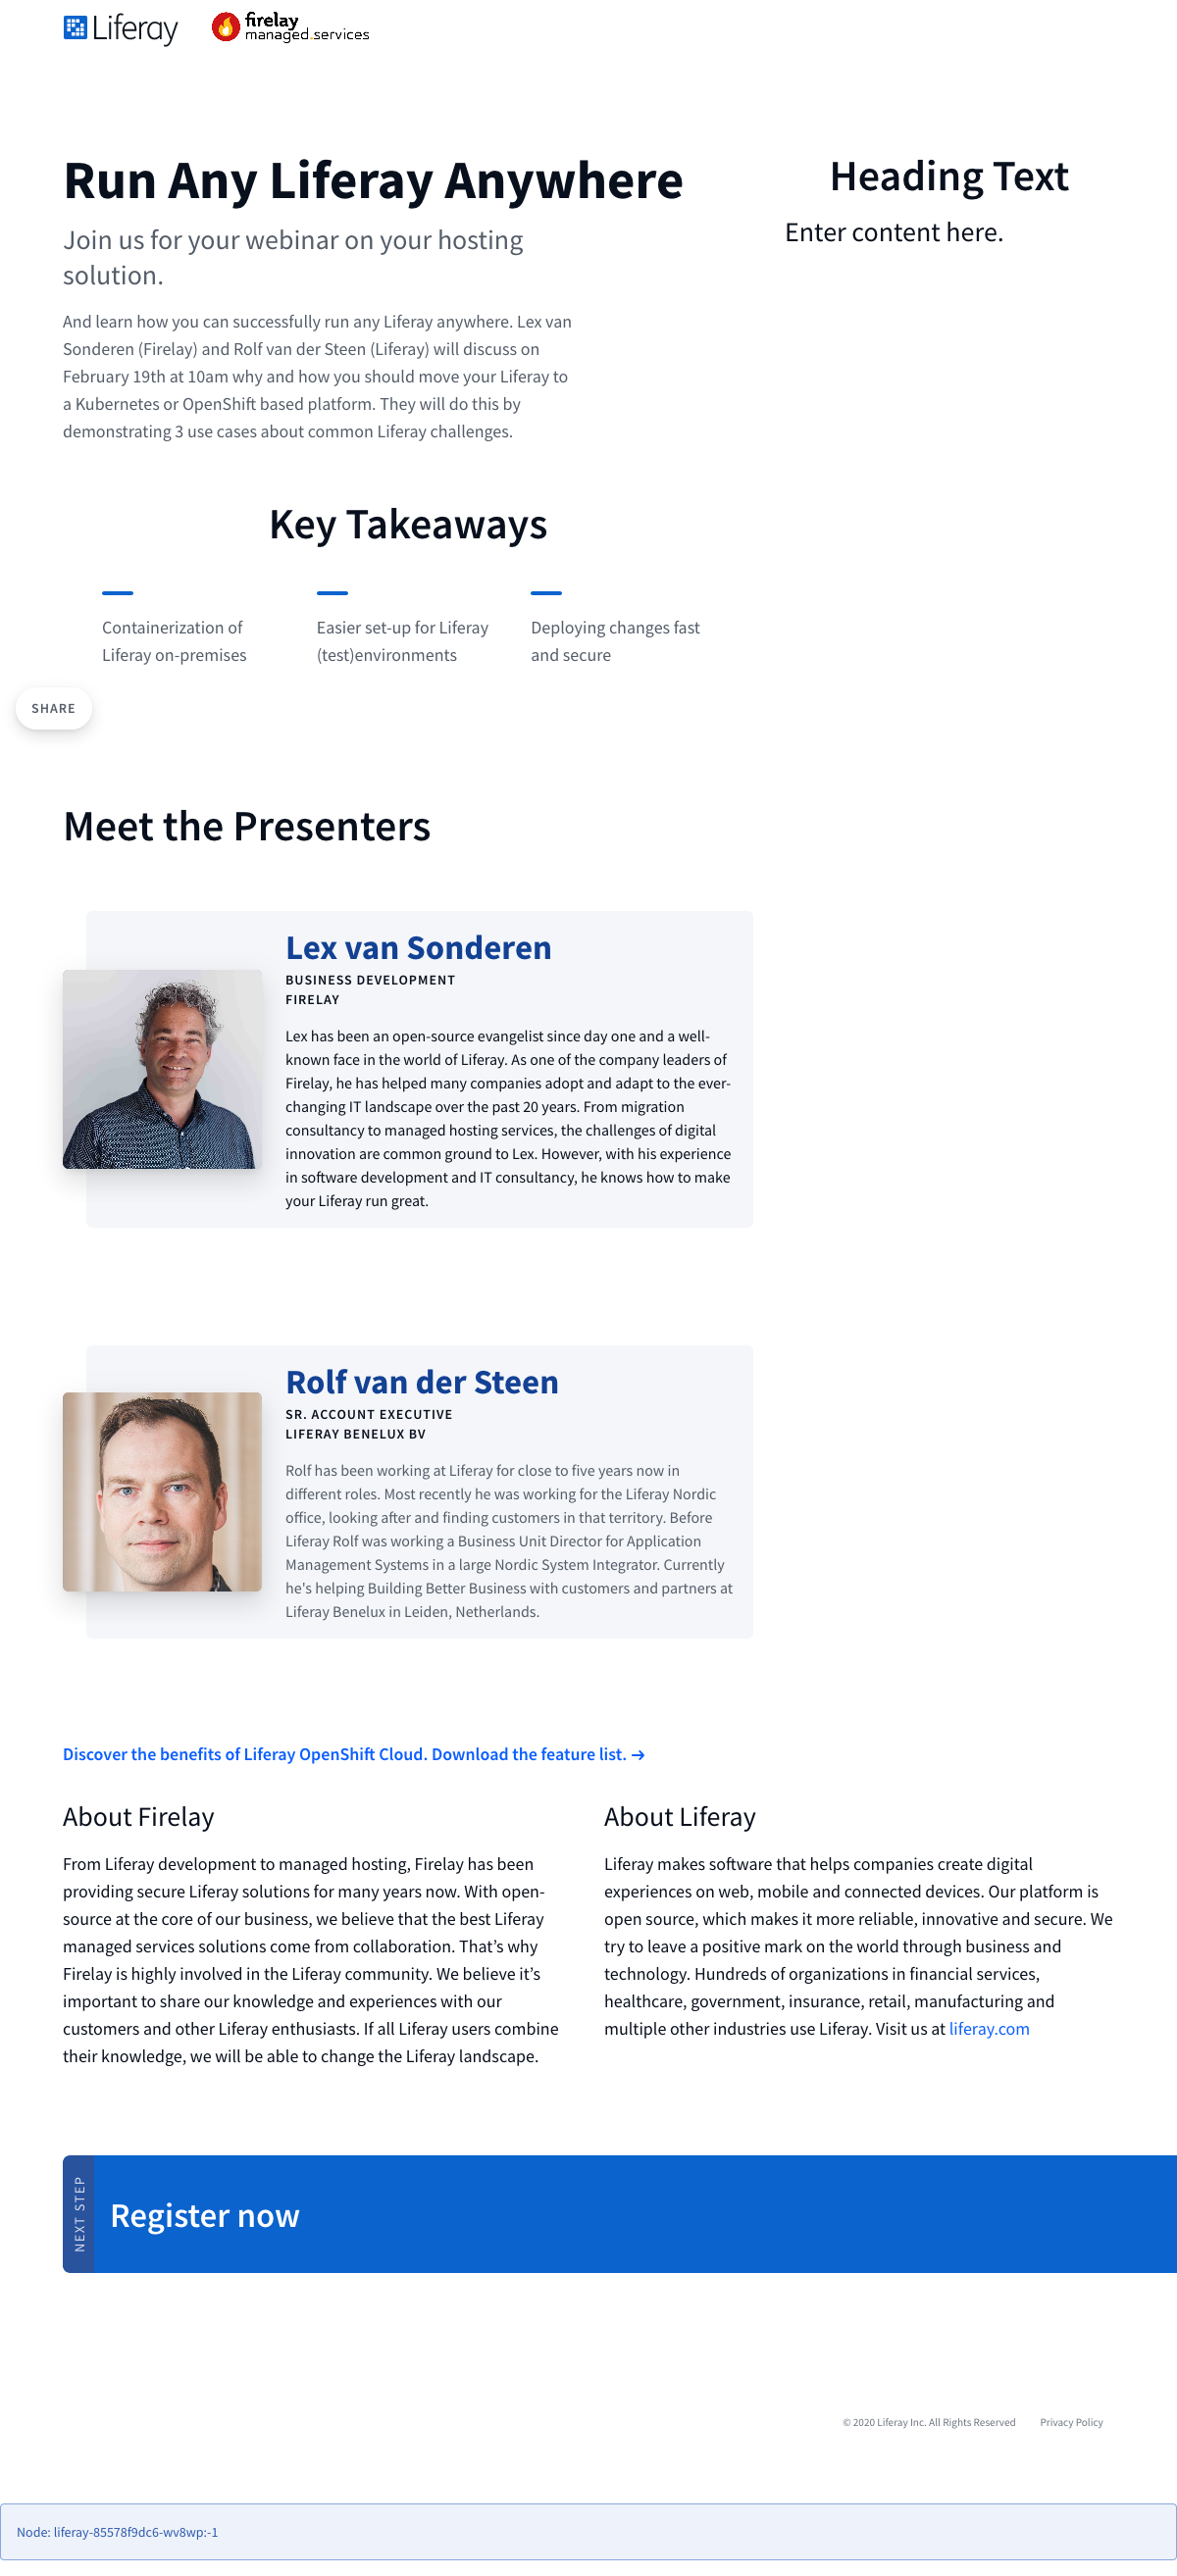 Liferay
firelay
managed.services
Run Any Liferay Anywhere
Join us for your webinar on your hosting
solution.
And learn how you can successfully run any Liferay anywhere. Lex van
Sonderen (Firelay) and Rolf van der Steen (Liferay) will discuss on
February 19th at 10am why and how you should move your Liferay to
a Kubernetes or OpenShift based platform. They will do this by
demonstrating 3 use cases about common Liferay challenges.
Heading Text
Enter content here.
Key Takeaways
Containerization of
Liferay on-premises
Easier set-up for Liferay
(test)environments
Deploying changes fast
and secure
SHARE
Meet the Presenters
Lex van Sonderen
BUSINESS DEVELOPMENT
FIRELAY
Lex has been an open-source evangelist since day one and a well-
known face in the world of Liferay. As one of the company leaders of
Firelay, he has helped many companies adopt and adapt to the ever-
changing IT landscape over the past 20 years. From migration
consultancy to managed hosting services, the challenges of digital
innovation are common ground to Lex. However, with his experience
in software development and IT consultancy, he knows how to make
your Liferay run great.
Rolf van der Steen
SR. ACCOUNT EXECUTIVE
LIFERAY BENELUX BV
Rolf has been working at Liferay for close to five years now in
different roles. Most recently he was working for the Liferay Nordic
office, looking after and finding customers in that territory. Before
Liferay Rolf was working a Business Unit Director for Application
Management Systems in a large Nordic System Integrator. Currently
he's helping Building Better Business with customers and partners at
Liferay Benelux in Leiden, Netherlands.
Discover the benefits of Liferay OpenShift Cloud. Download the feature list. →
About Firelay
From Liferay development to managed hosting, Firelay has been
providing secure Liferay solutions for many years now. With open-
source at the core of our business, we believe that the best Liferay
managed services solutions come from collaboration. That’s why
Firelay is highly involved in the Liferay community. We believe it’s
important to share our knowledge and experiences with our
customers and other Liferay enthusiasts. If all Liferay users combine
their knowledge, we will be able to change the Liferay landscape.
About Liferay
Liferay makes software that helps companies create digital
experiences on web, mobile and connected devices. Our platform is
open source, which makes it more reliable, innovative and secure. We
try to leave a positive mark on the world through business and
technology. Hundreds of organizations in financial services,
healthcare, government, insurance, retail, manufacturing and
multiple other industries use Liferay. Visit us at liferay.com
NEXT STEP
Register now
© 2020 Liferay Inc. All Rights Reserved
Privacy Policy
Node: liferay-85578f9dc6-wv8wp:-1